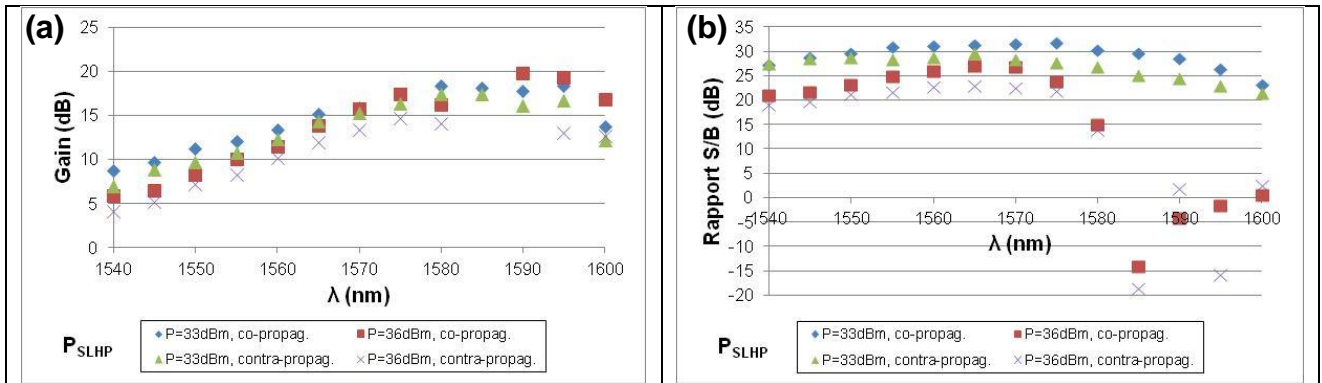 (a)
Gain (dB)
25
20
15
10
5
0
1540 1550 1560 1570 1580 1590 1600
λ (nm)
P_SLHP
P=33dBm, co-propag. P=36dBm, co-propag.
P=33dBm, contra-propag. P=36dBm, contra-propag.
(b)
Rapport S/B (dB)
35
30
25
20
15
10
5
0
-5
-10
-15
-20
1540 1550 1560 1570 1580 1590 1600
λ (nm)
P_SLHP
P=33dBm, co-propag. P=36dBm, co-propag.
P=33dBm, contra-propag. P=36dBm, contra-propag.